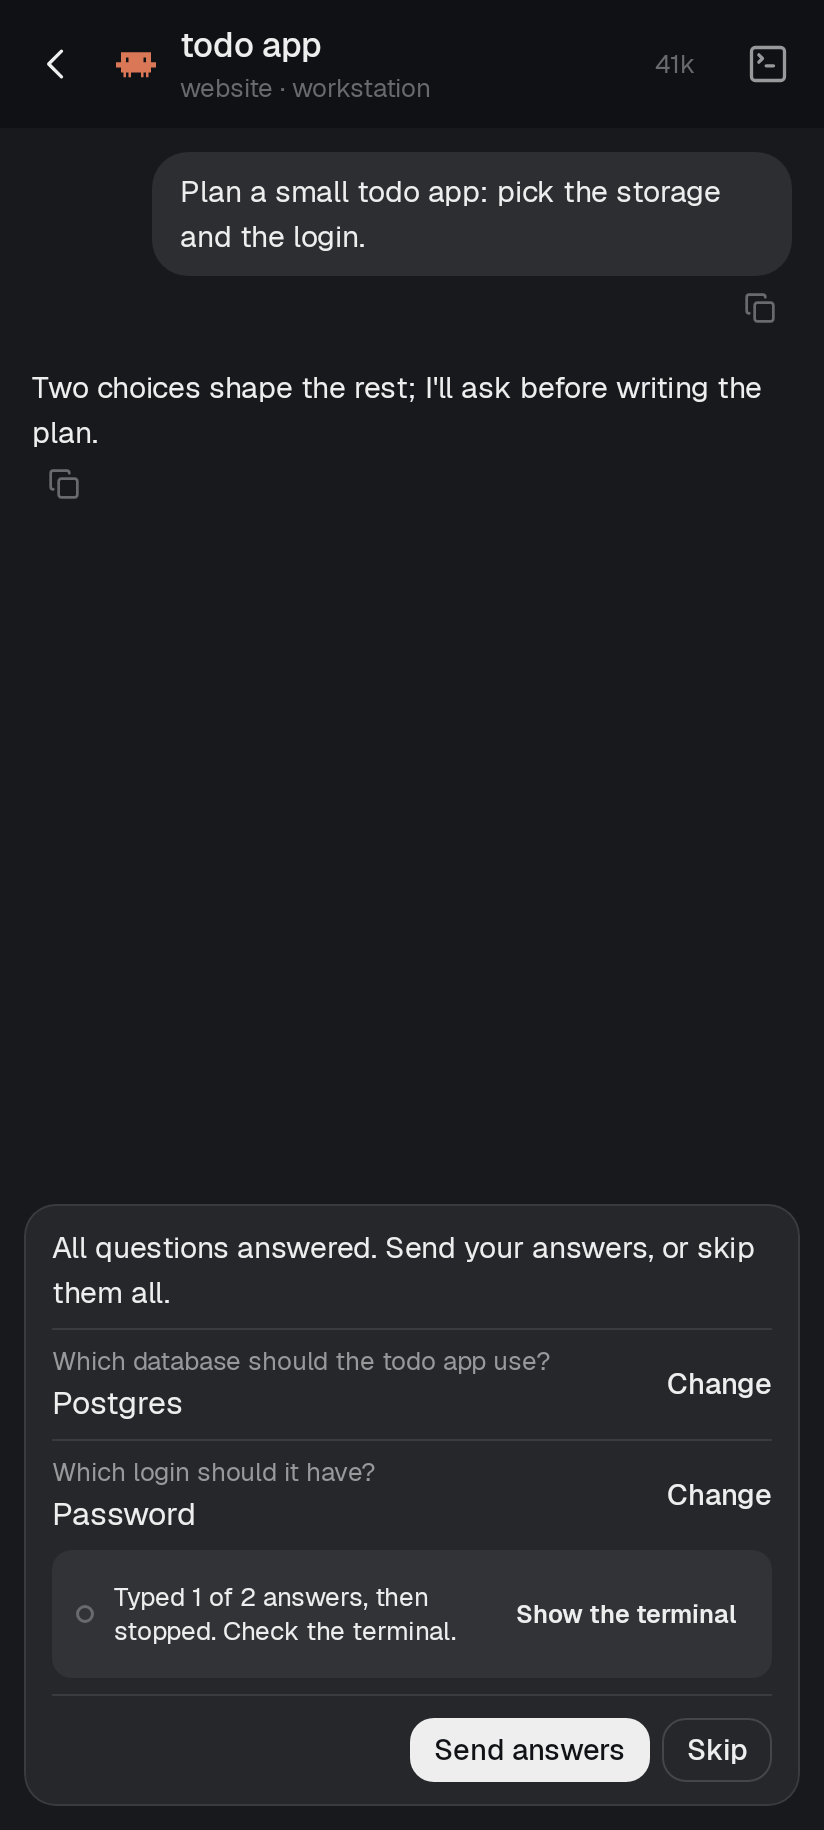 todo app
website · workstation
41k
Plan a small todo app: pick the storage
and the login.
Two choices shape the rest; I'll ask before writing the
plan.
All questions answered. Send your answers, or skip
them all.
Which database should the todo app use?
Postgres
Change
Which login should it have?
Password
Change
Typed 1 of 2 answers, then
stopped. Check the terminal.
Show the terminal
Send answers
Skip